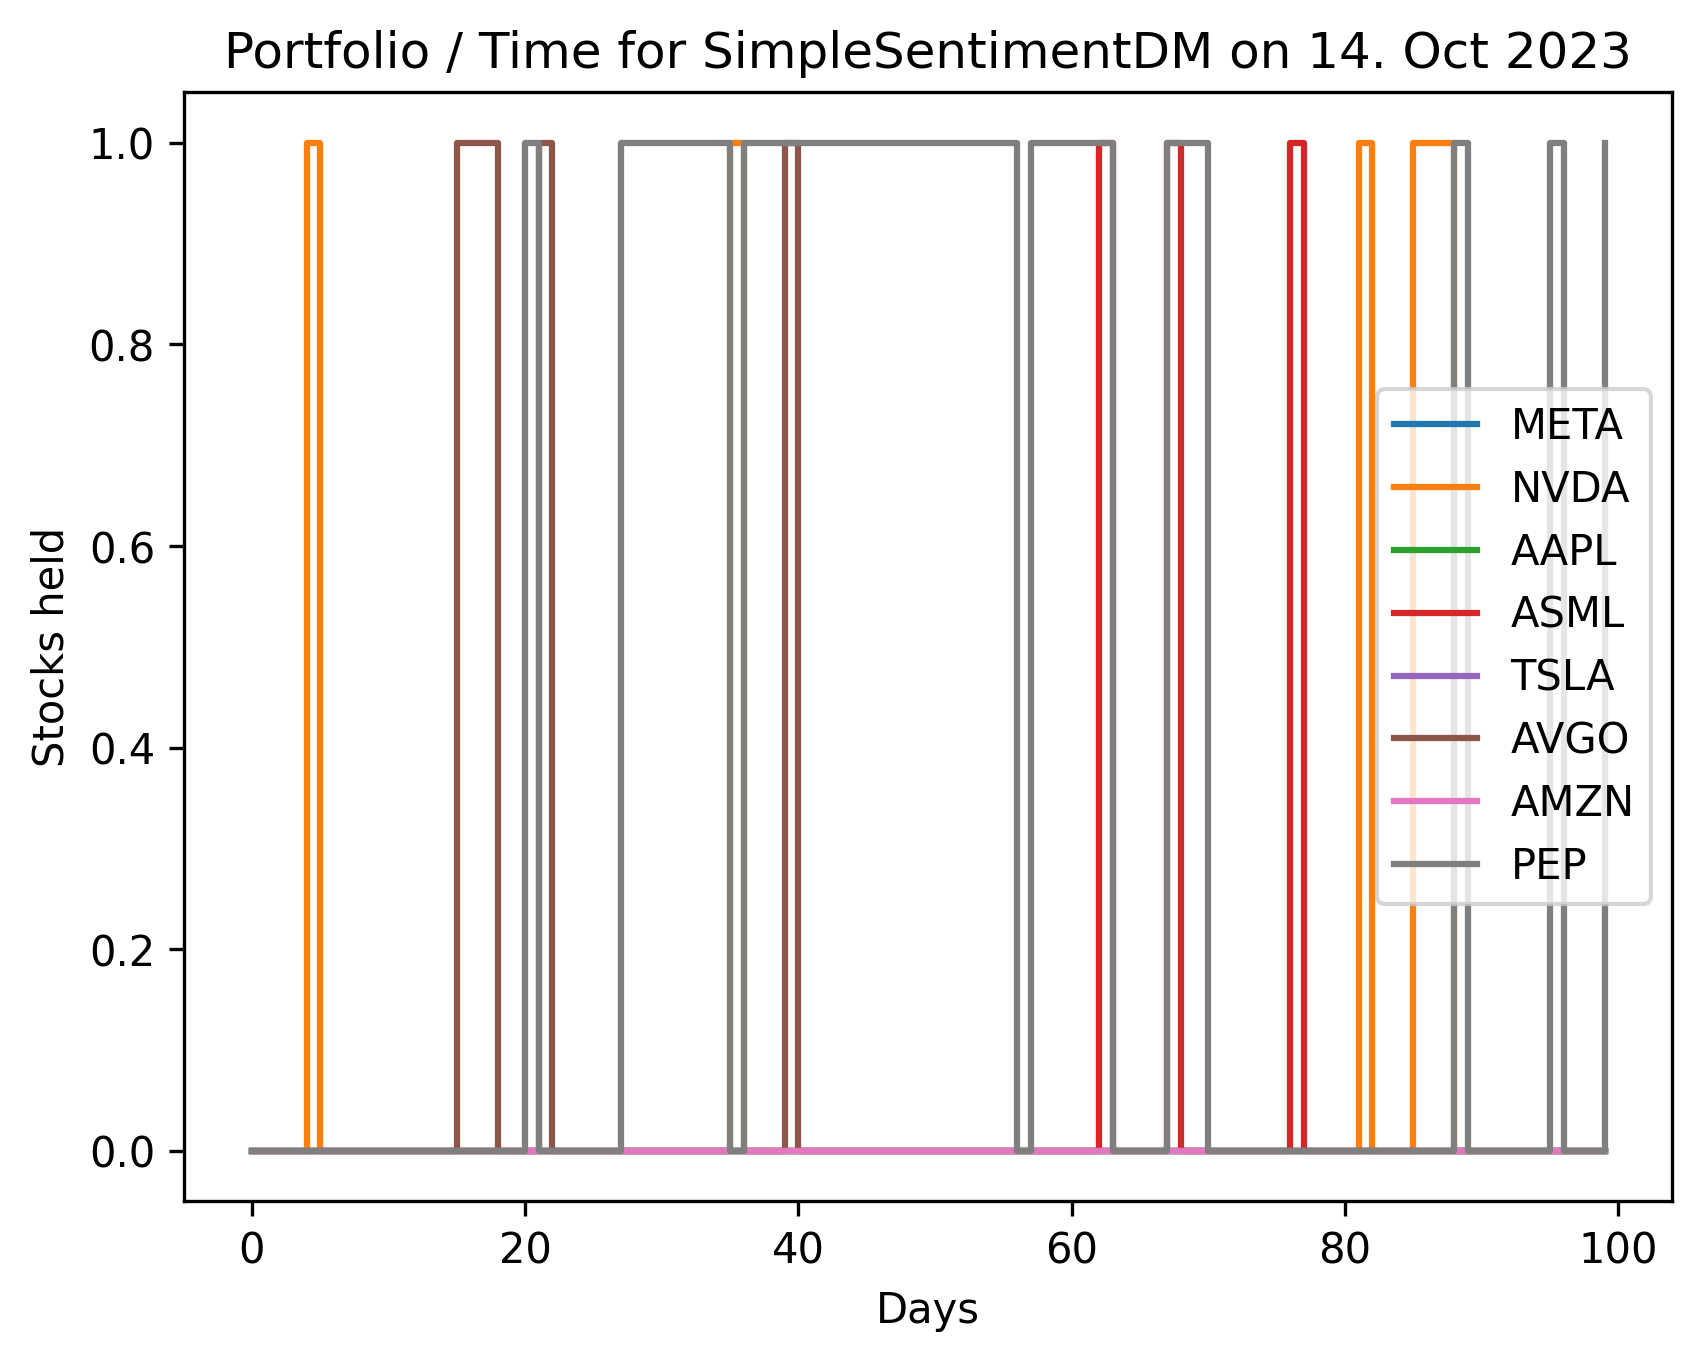 Portfolio / Time for SimpleSentimentDM on 14. Oct 2023
Stocks held
1.0
0.8
0.6
0.4
0.2
0.0
META
NVDA
AAPL
ASML
TSLA
AVGO
AMZN
PEP
0 20 40 60 80 100
Days